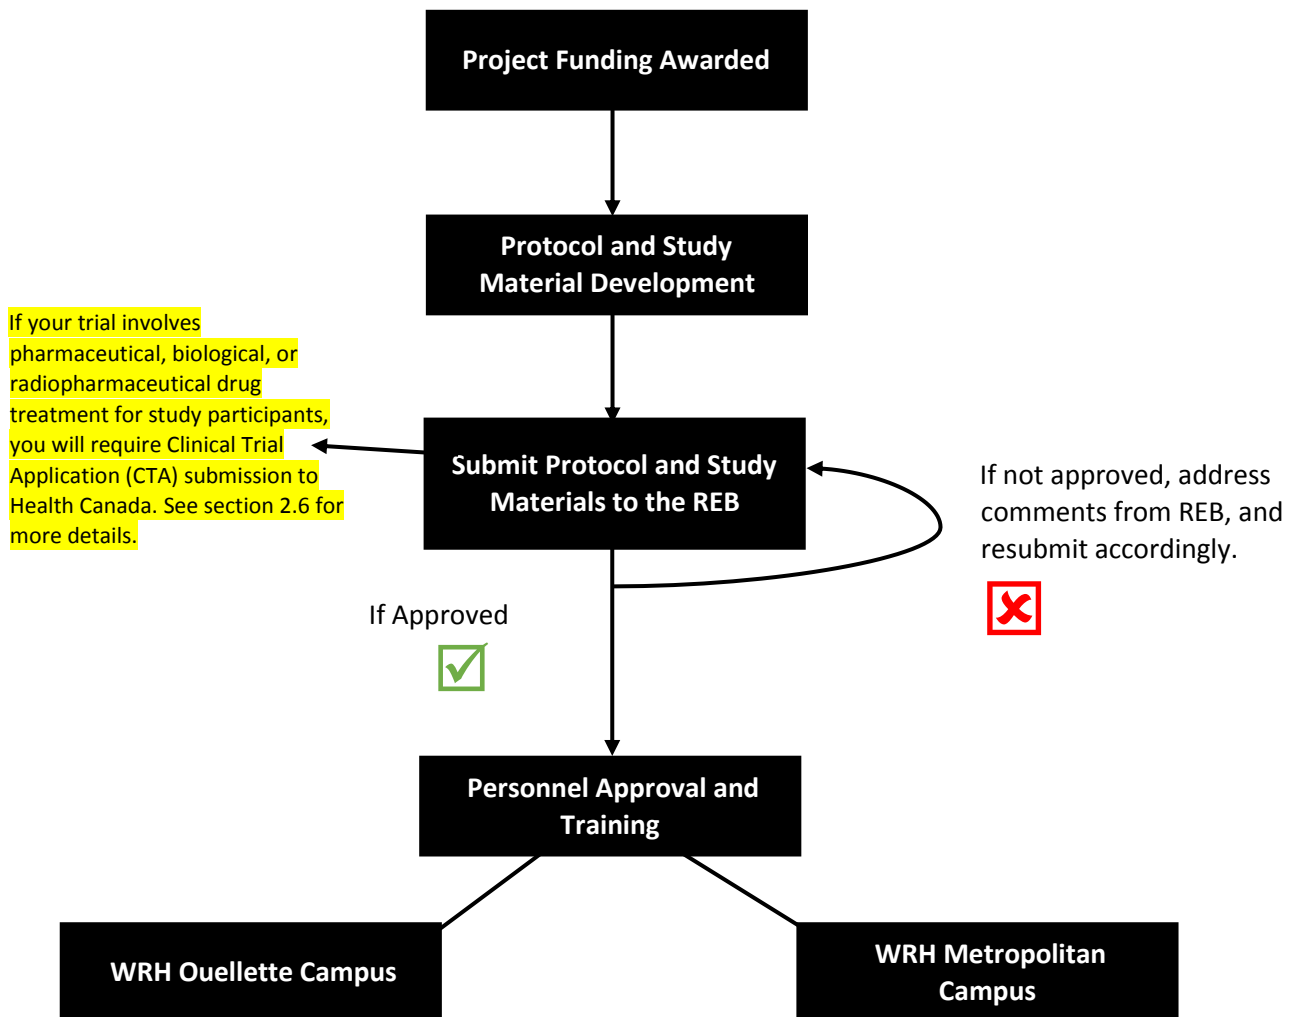 Project Funding Awarded
Protocol and Study
Material Development
If your trial involves
pharmaceutical, biological, or
radiopharmaceutical drug
treatment for study participants,
you will require Clinical Trial
Application (CTA) submission to
Health Canada. See section 2.6 for
more details.
Submit Protocol and Study
Materials to the REB
If not approved, address
comments from REB, and
resubmit accordingly.
If Approved
Personnel Approval and
Training
WRH Ouellette Campus
WRH Metropolitan
Campus